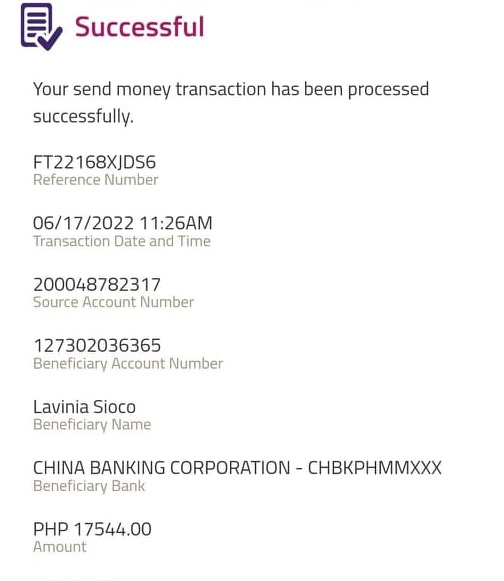 Successful
Your send money transaction has been processed
successfully.
FT22168XJDS6
Reference Number
06/17/2022 11:26AM
Transaction Date and Time
200048782317
Source Account Number
127302036365
Beneficiary Account Number
Lavinia Sioco
Beneficiary Name
CHINA BANKING CORPORATION - CHBKPHMMXXX
Beneficiary Bank
PHP 17544.00
Amount